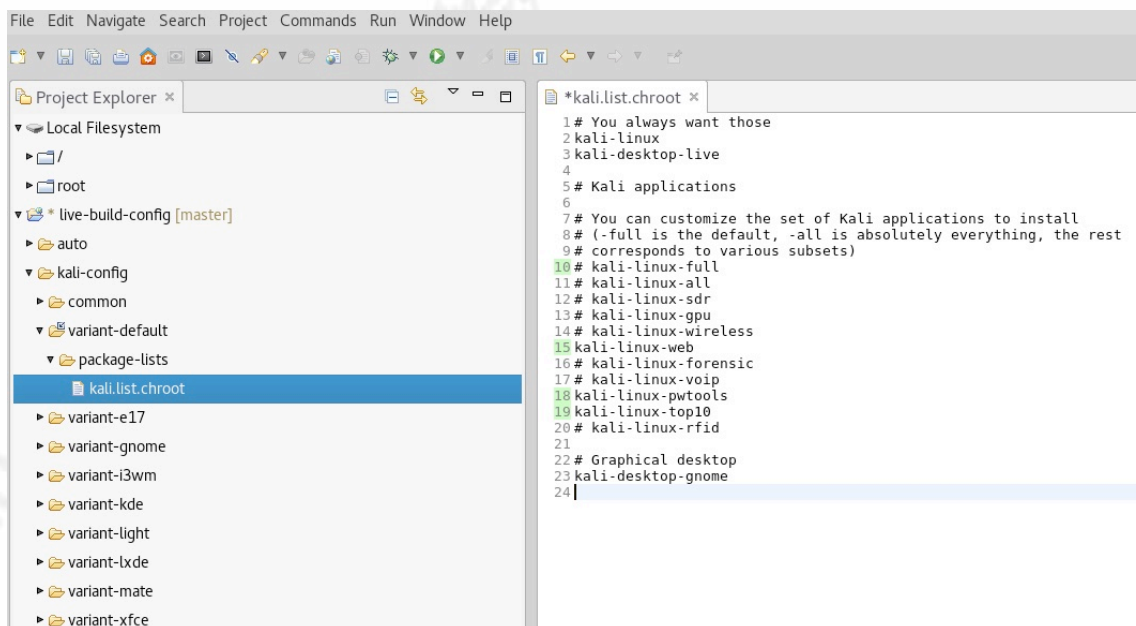 File Edit Navigate Search Project Commands Run Window Help
Project Explorer
Local Filesystem
/
root
* live-build-config [master]
auto
kali-config
common
variant-default
package-lists
kali.list.chroot
variant-e17
variant-gnome
variant-i3wm
variant-kde
variant-light
variant-lxde
variant-mate
variant-xfce
*kali.list.chroot
1 # You always want those
2 kali-linux
3 kali-desktop-live
4
5 # Kali applications
6
7 # You can customize the set of Kali applications to install
8 # (-full is the default, -all is absolutely everything, the rest
9 # corresponds to various subsets)
10 # kali-linux-full
11 # kali-linux-all
12 # kali-linux-sdr
13 # kali-linux-gpu
14 # kali-linux-wireless
15 kali-linux-web
16 # kali-linux-forensic
17 # kali-linux-voip
18 kali-linux-pwtools
19 kali-linux-top10
20 # kali-linux-rfid
21
22 # Graphical desktop
23 kali-desktop-gnome
24